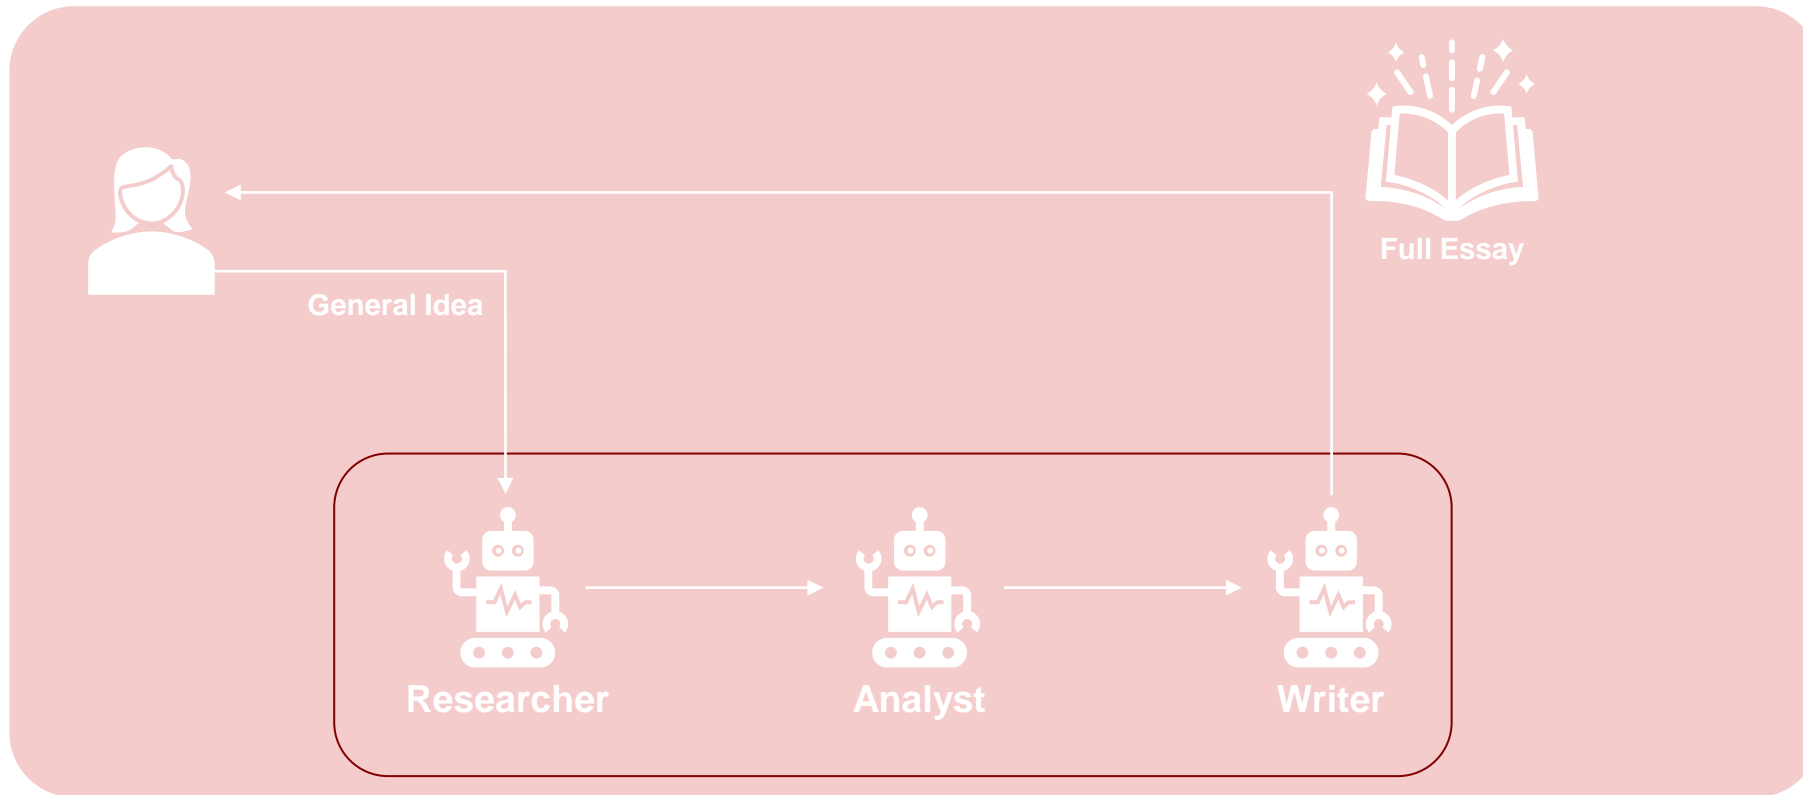 Full Essay
General Idea
Researcher
Analyst
Writer